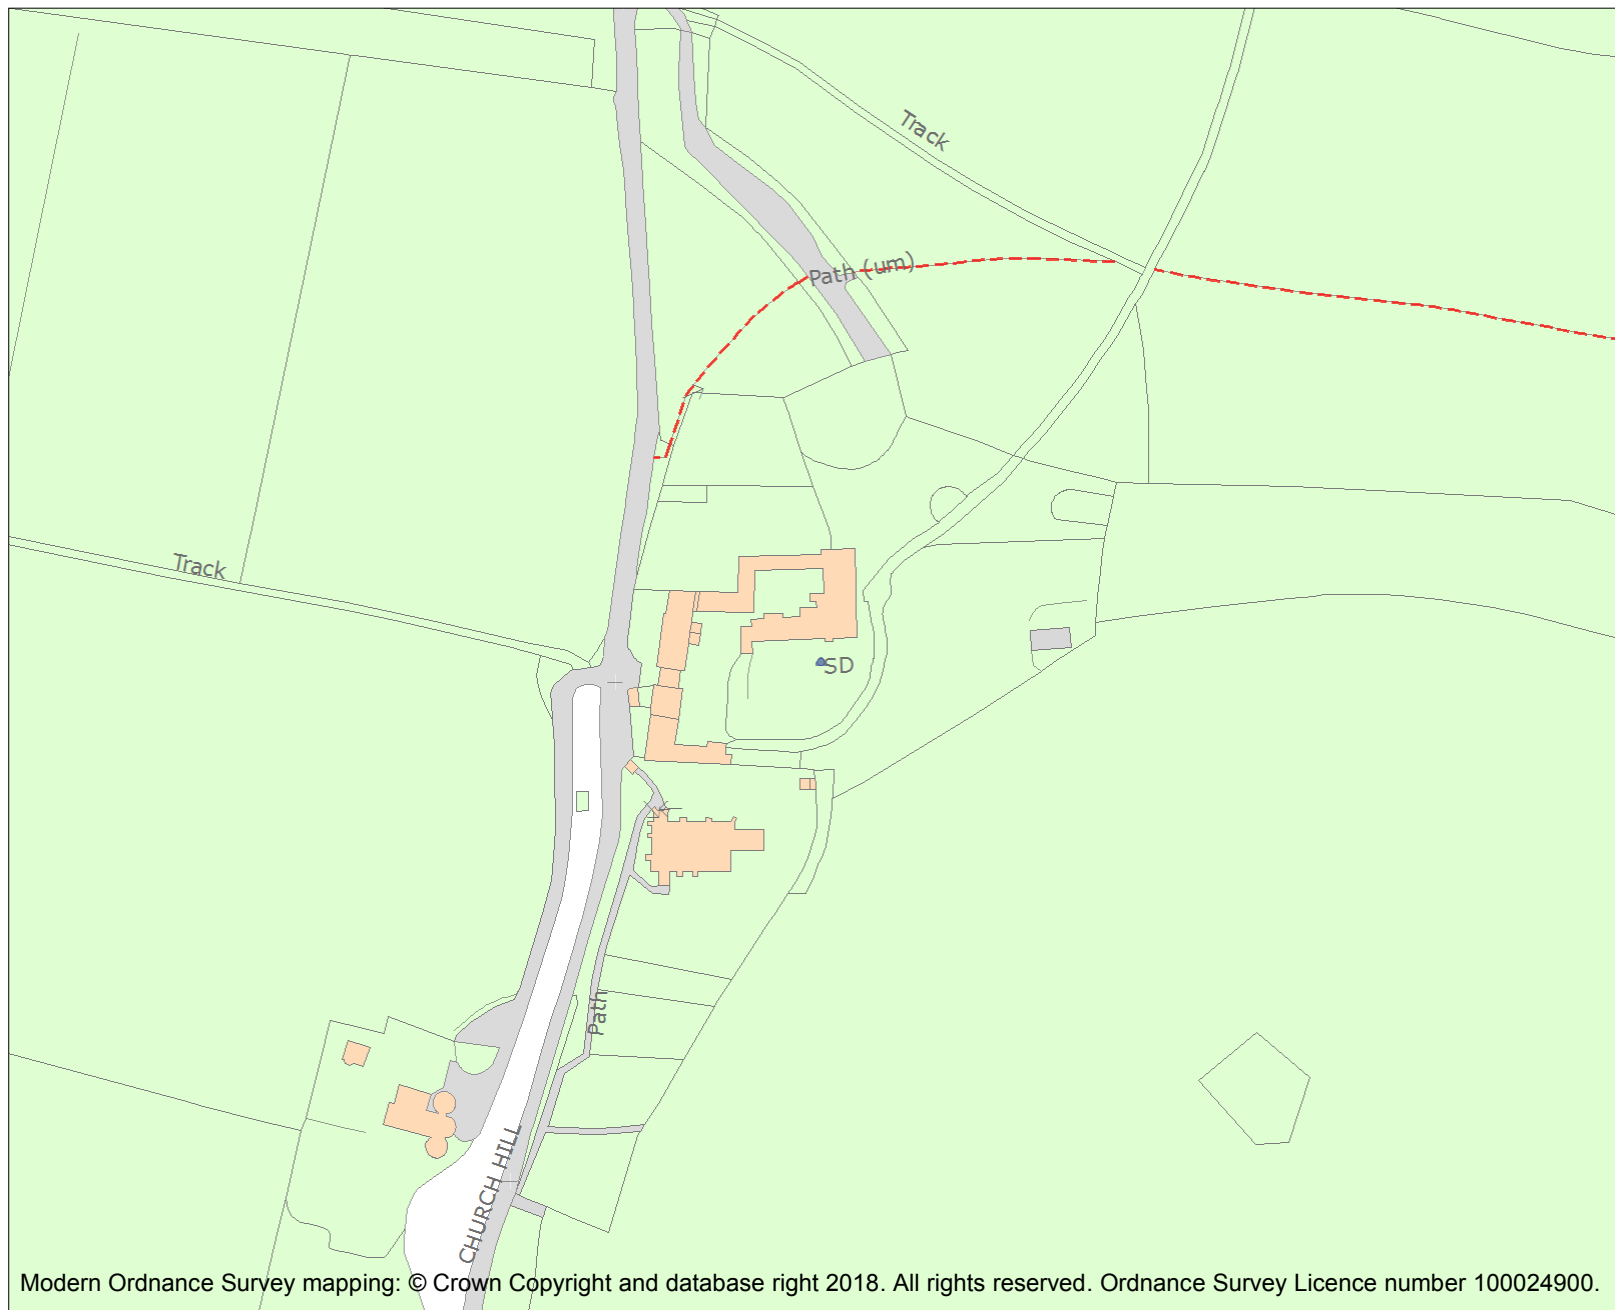 Track
Path (um)
Track
SD
Path
CHURCH HILL
Modern Ordnance Survey mapping: © Crown Copyright and database right 2018. All rights reserved. Ordnance Survey Licence number 100024900.